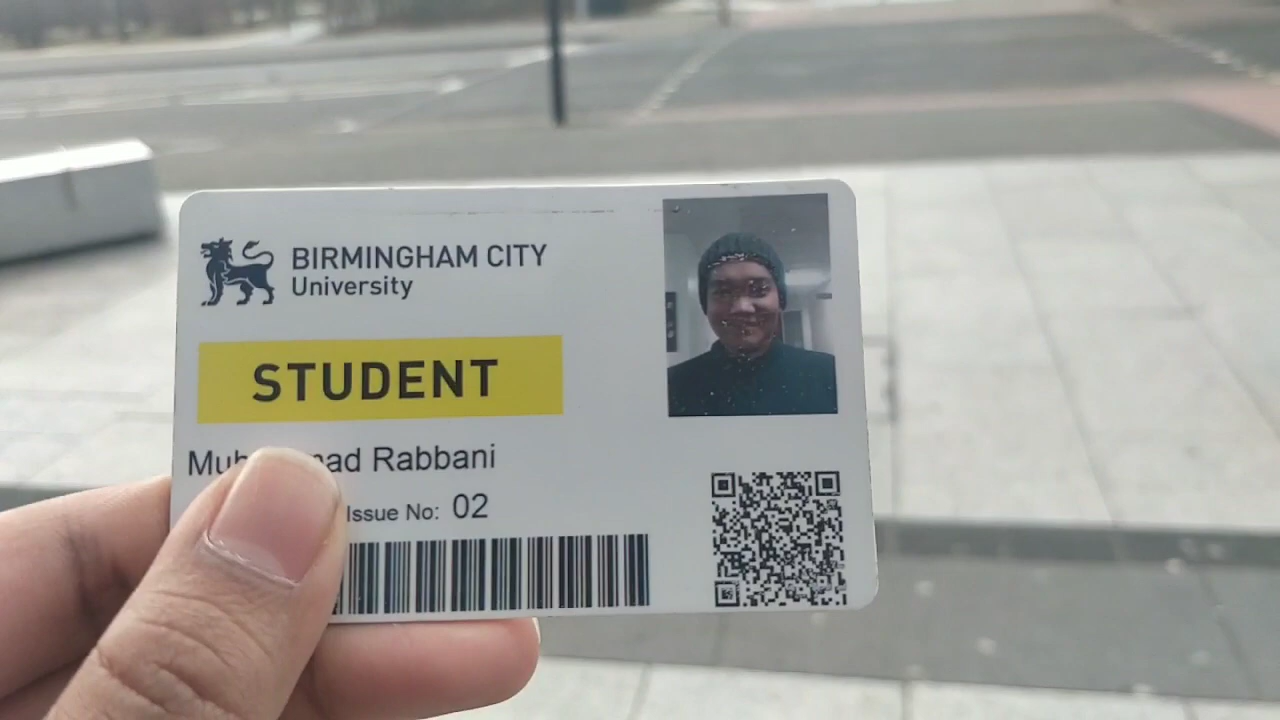 BIRMINGHAM CITY
University
STUDENT
Rabbani
Issue No: 02